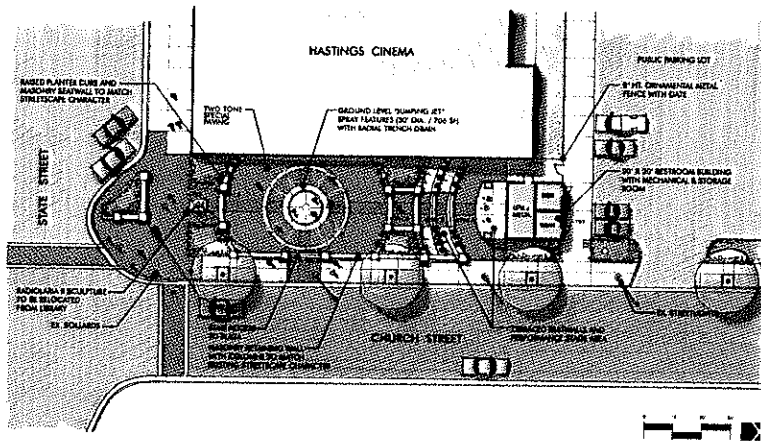 HASTINGS CINEMA
PUBLIC PARKING LOT
RAISED PLANTER CURB AND
MASONRY SEATWALL TO MATCH
STREETSCAPE CHARACTER
TWO TONE
SPECIAL
PAVING
GROUND LEVEL "JUMPING JET"
SPRAY FEATURES (30' DIA. / 706 SF)
WITH RADIAL TRENCH DRAIN
8' HT. ORNAMENTAL METAL
FENCE WITH GATE
STATE STREET
RESTROOM BUILDING
WITH MECHANICAL & STORAGE
ROOM
RADIOLARIA II SCULPTURE
TO BE RELOCATED
FROM LIBRARY
EX. BOLLARDS
MASONRY RETAINING WALL
WITH COLUMNS TO MATCH
EXISTING STREETSCAPE CHARACTER
CHURCH STREET
TERRACED SEATWALLS AND
PERFORMANCE STAGE AREA
EX. STREETLIGHTS